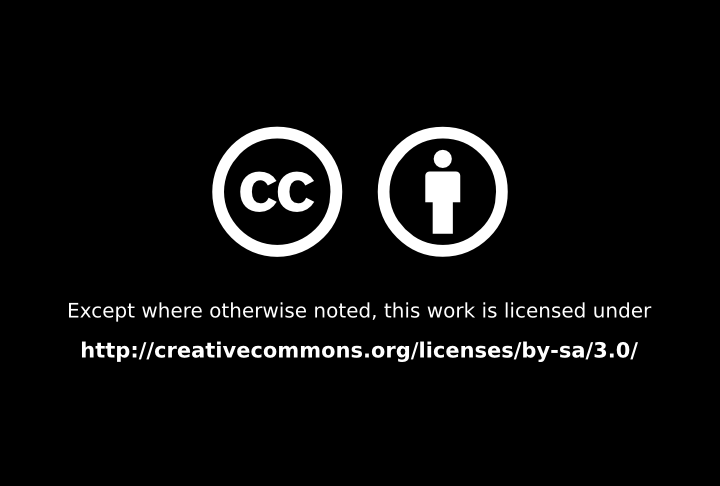 cc
Except where otherwise noted, this work is licensed under
http://creativecommons.org/licenses/by-sa/3.0/